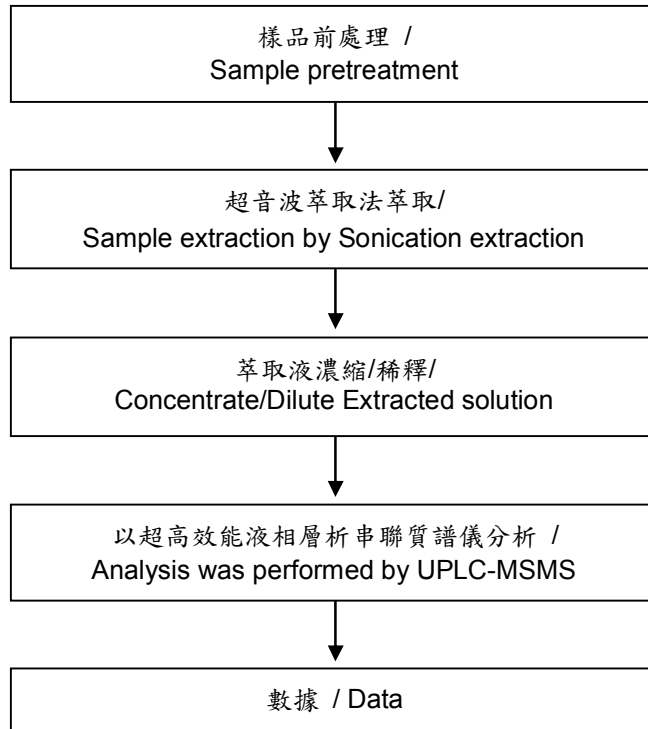 樣品前處理 /
Sample pretreatment
超音波萃取法萃取/
Sample extraction by Sonication extraction
萃取液濃縮/稀釋/
Concentrate/Dilute Extracted solution
以超高效能液相層析串聯質譜儀分析 /
Analysis was performed by UPLC-MSMS
數據 / Data